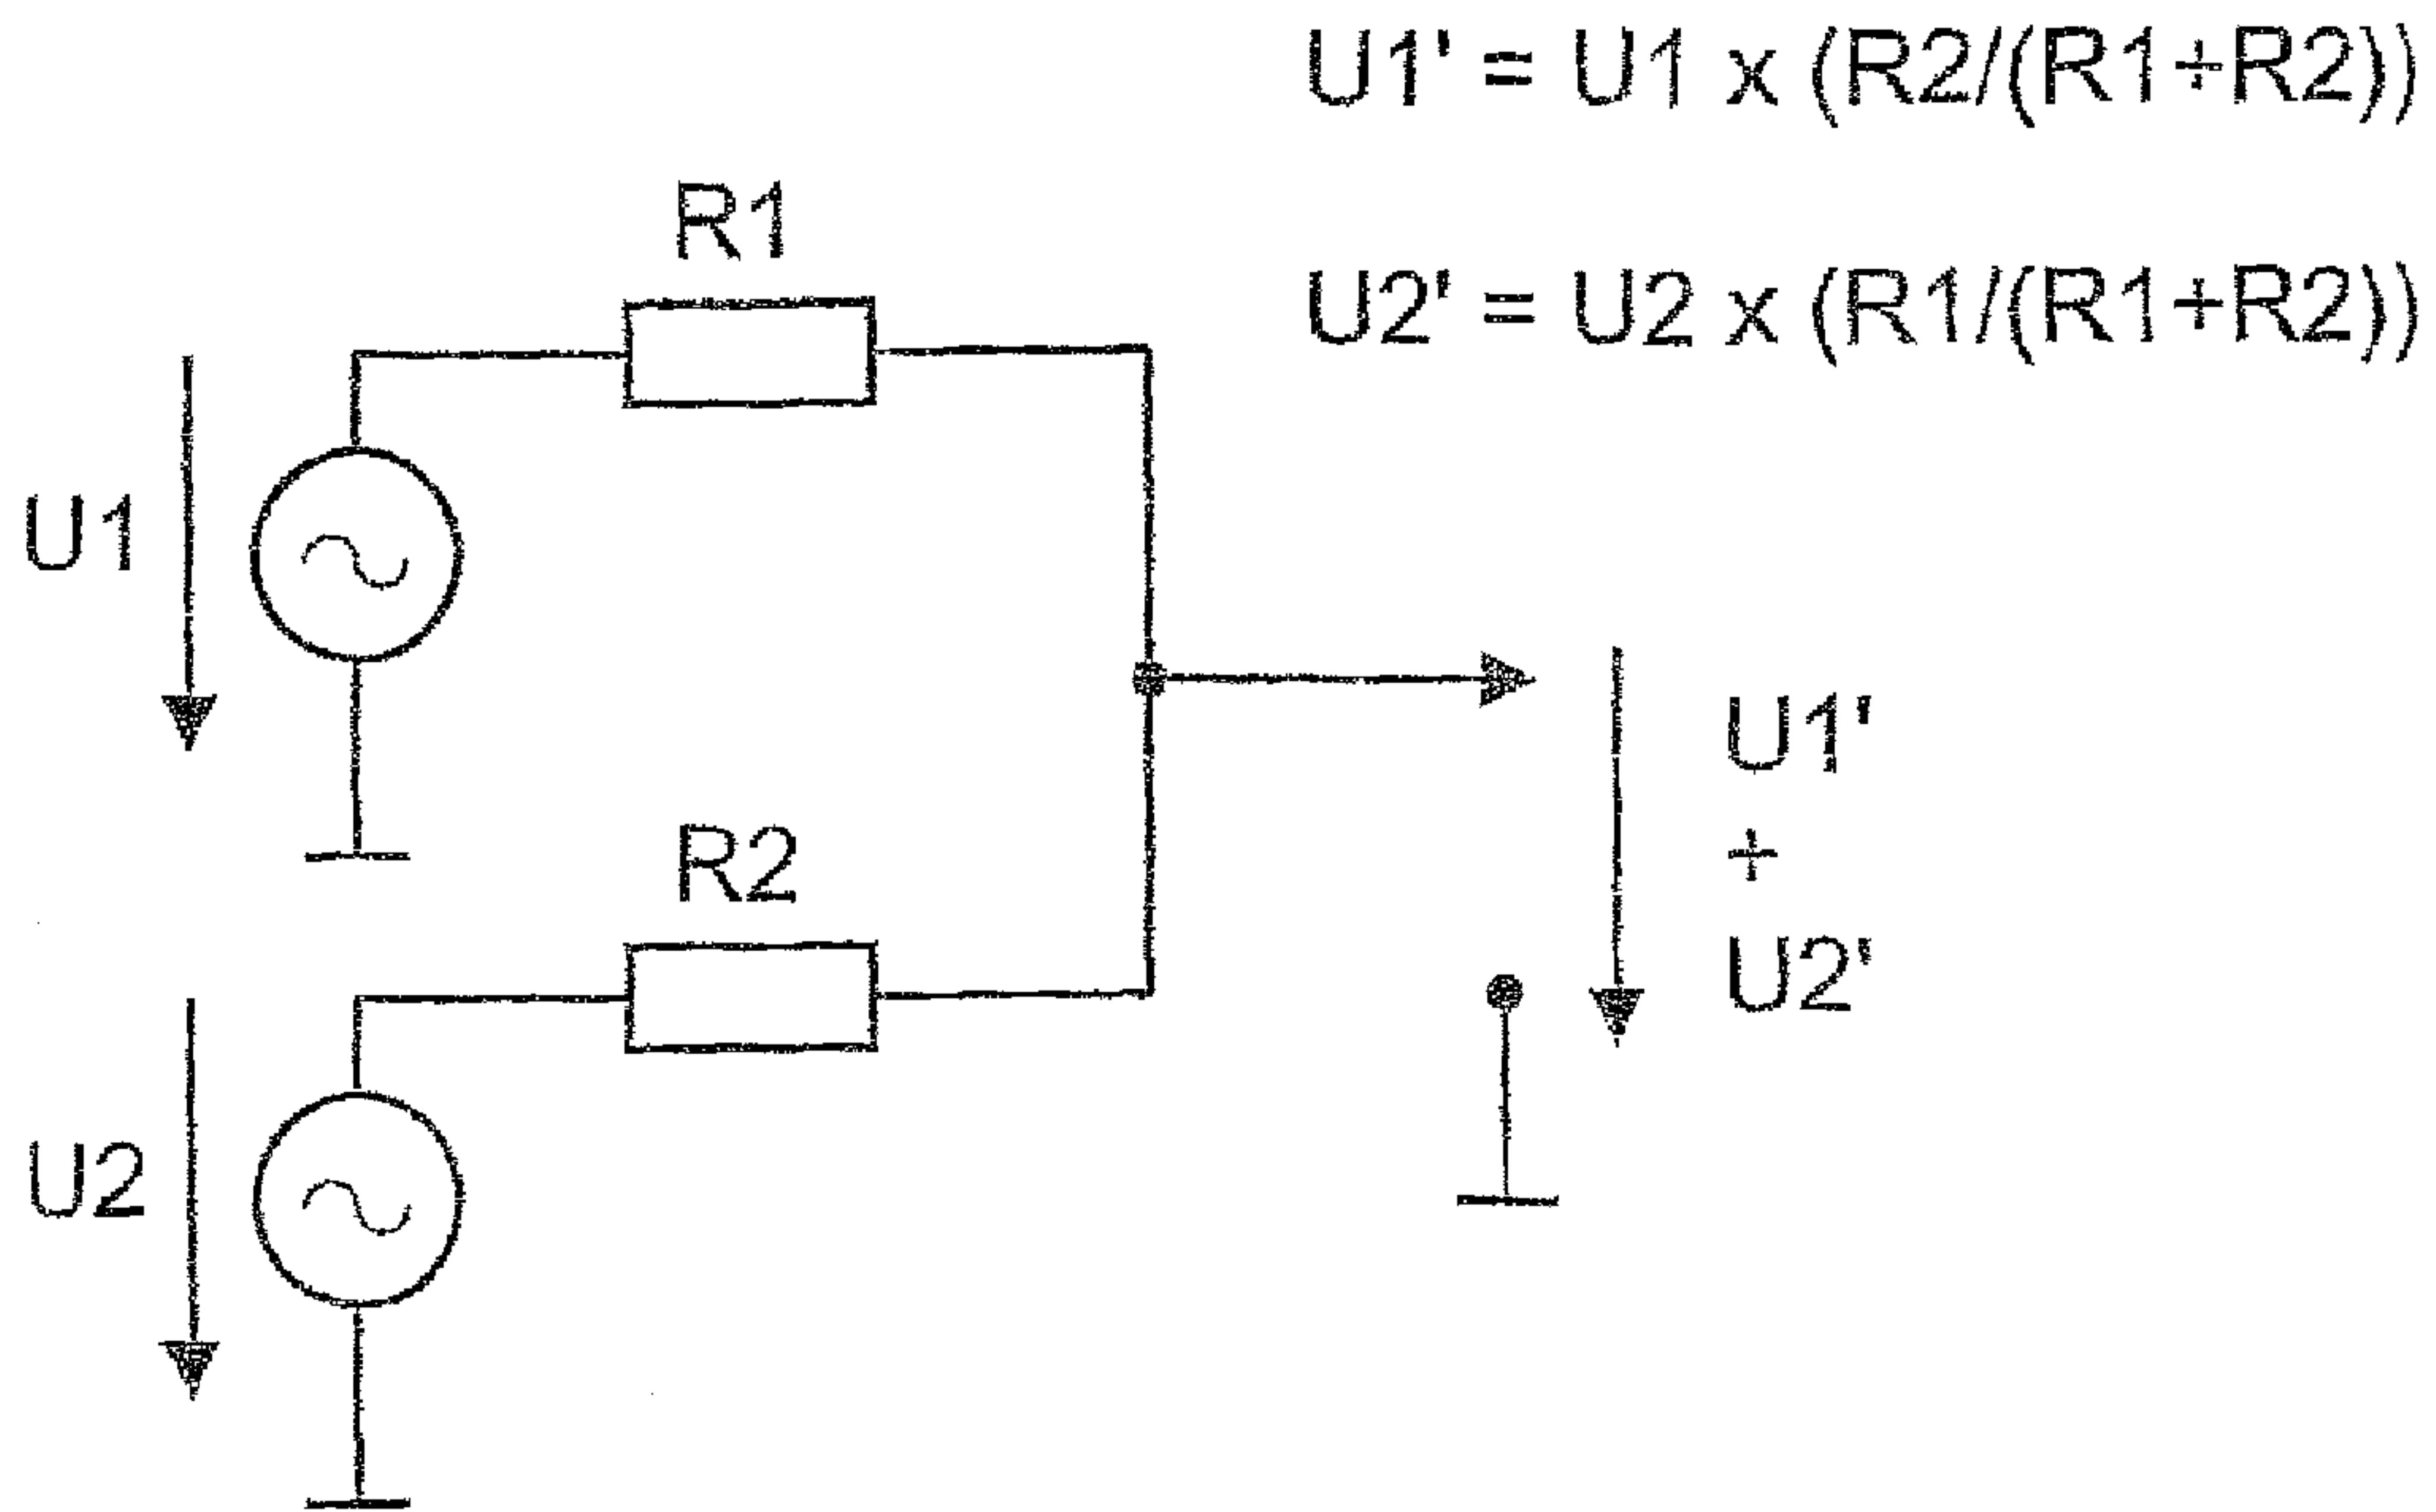 U1' = U1 x (R2/(R1+R2))
U2' = U2 x (R1/(R1+R2))
R1
U1
U1'
+
U2'
R2
U2